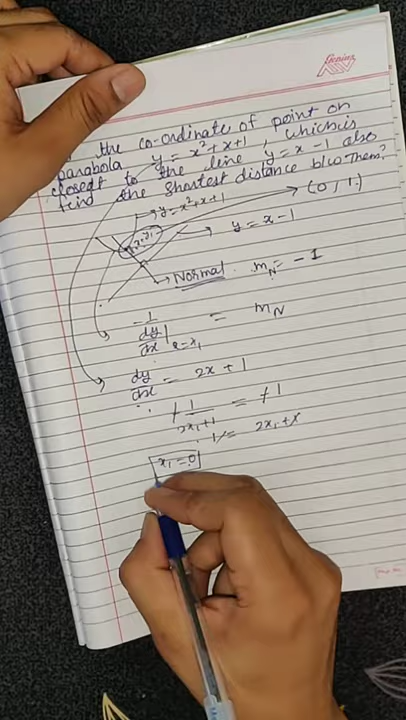 Genius
the co-ordinate of point on
parabola y = x² + x + 1, which is
closest to the line, y = x - 1 also
find the shortest distance b/w them?
→ y = x² + x + 1
(0, 1)
x₁, y₁
→ y = x - 1
→ Normal m_N = -1
-1 / (dy/dx)|x = x₁ = m_N
dy/dx = 2x + 1
∴ -1/(2x₁+1) = -1
∴ 1 = 2x₁ + 1
x₁ = 0